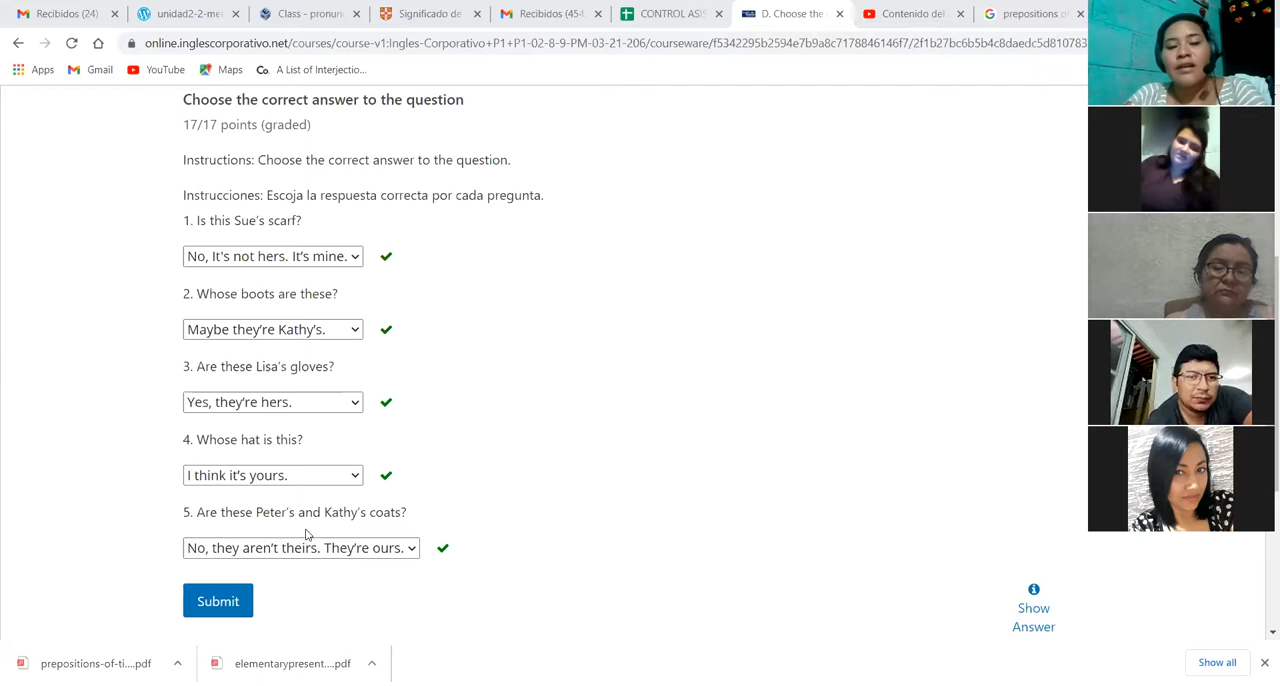 Recibidos (24)
unidad2-2-me
Class - pronun
Significado de
Recibidos (454
CONTROL ASIS
D. Choose the
Contenido del
prepositions of
online.inglescorporativo.net/courses/course-v1:Ingles-Corporativo+P1+P1-02-8-9-PM-03-21-206/courseware/f5342295b2594e7b9a8c7178846146f7/2f1b27bc6b5b4c8daedc5d810783
Apps
Gmail
YouTube
Maps
Co.
A List of Interjectio...
Choose the correct answer to the question
17/17 points (graded)
Instructions: Choose the correct answer to the question.
Instrucciones: Escoja la respuesta correcta por cada pregunta.
1. Is this Sue's scarf?
No, It's not hers. It's mine.
2. Whose boots are these?
Maybe they're Kathy's.
3. Are these Lisa's gloves?
Yes, they're hers.
4. Whose hat is this?
I think it's yours.
5. Are these Peter's and Kathy's coats?
No, they aren't theirs. They're ours.
Submit
Show
Answer
prepositions-of-ti....pdf
elementarypresent....pdf
Show all